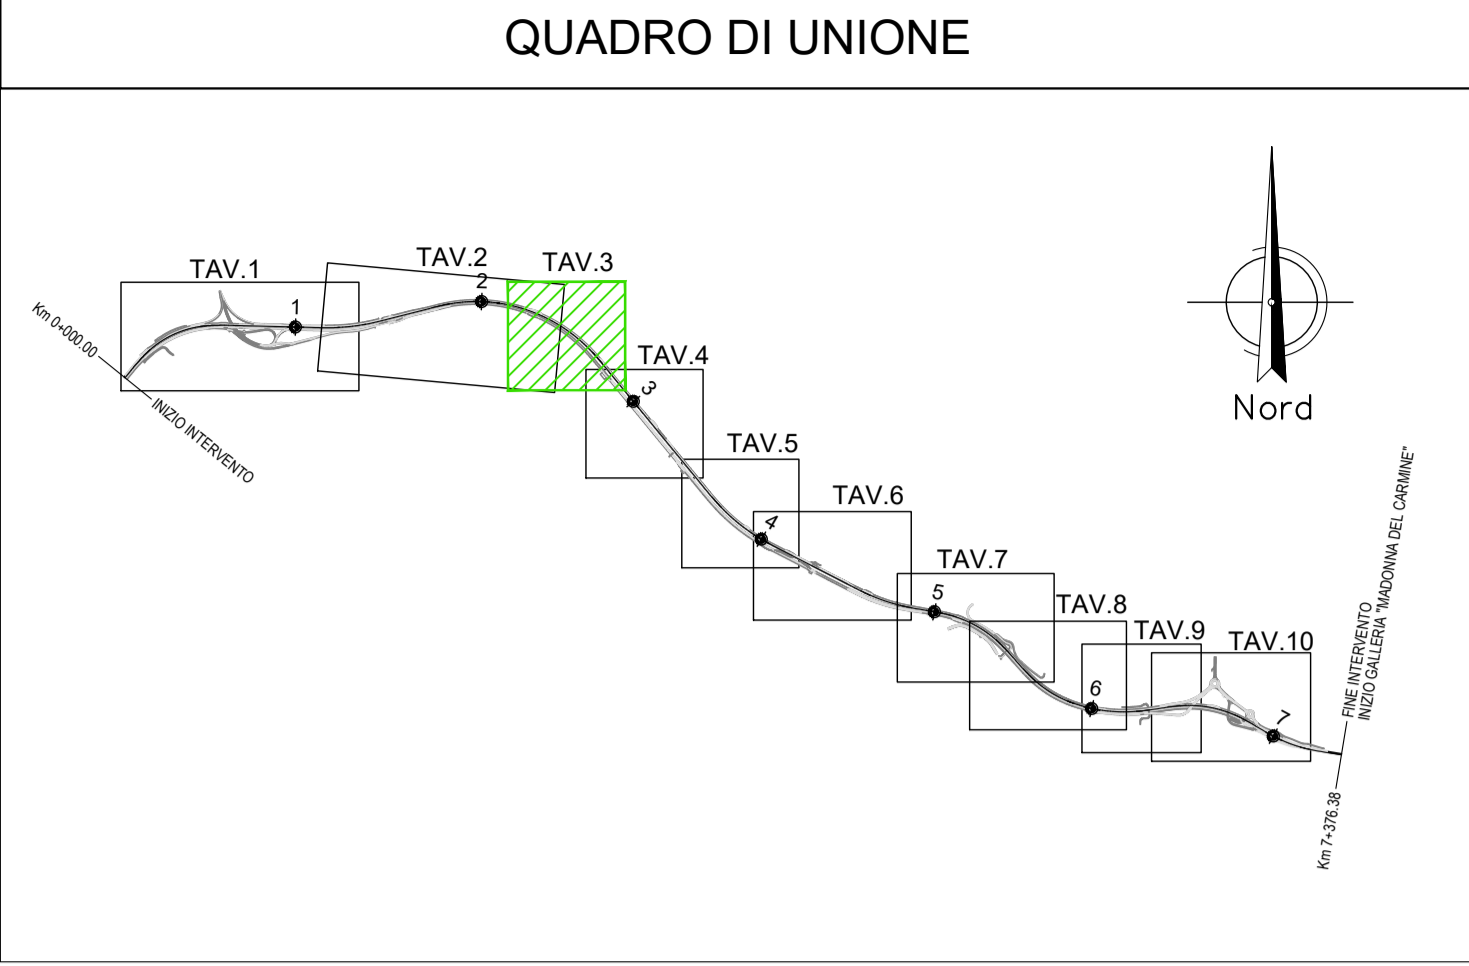 QUADRO DI UNIONE
TAV.1
TAV.2
TAV.3
1
2
Km 0+000.00
INIZIO INTERVENTO
TAV.4
3
TAV.5
4
TAV.6
TAV.7
5
TAV.8
6
TAV.9
TAV.10
7
Nord
FINE INTERVENTO
INIZIO GALLERIA "MADONNA DEL CARMINE"
Km 7+376.38